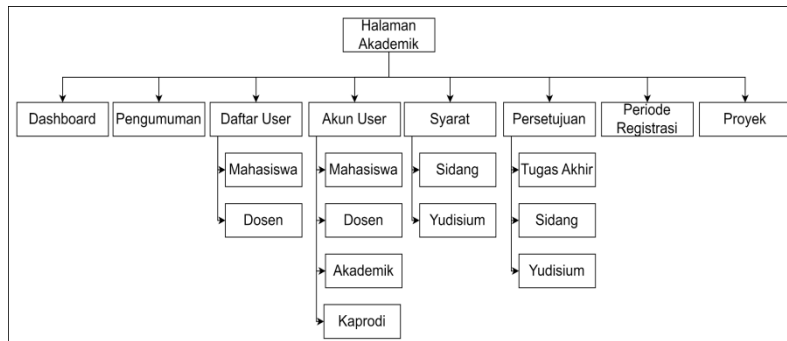 Halaman
Akademik
Dashboard
Pengumuman
Daftar User
Akun User
Syarat
Persetujuan
Periode
Registrasi
Proyek
Mahasiswa
Mahasiswa
Sidang
Tugas Akhir
Dosen
Dosen
Yudisium
Sidang
Akademik
Yudisium
Kaprodi